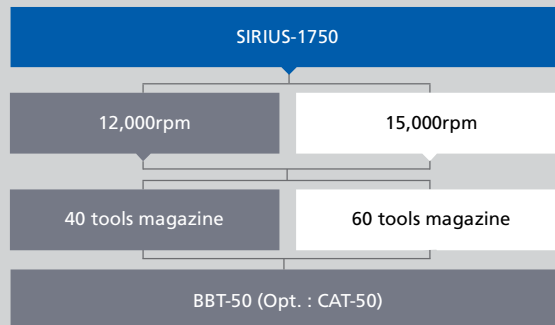 SIRIUS-1750
12,000rpm
15,000rpm
40 tools magazine
60 tools magazine
BBT-50 (Opt. : CAT-50)